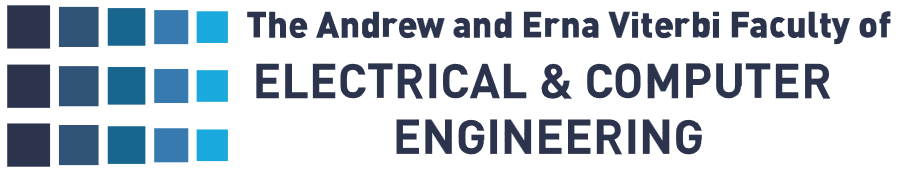 The Andrew and Erna Viterbi Faculty of
ELECTRICAL & COMPUTER
ENGINEERING